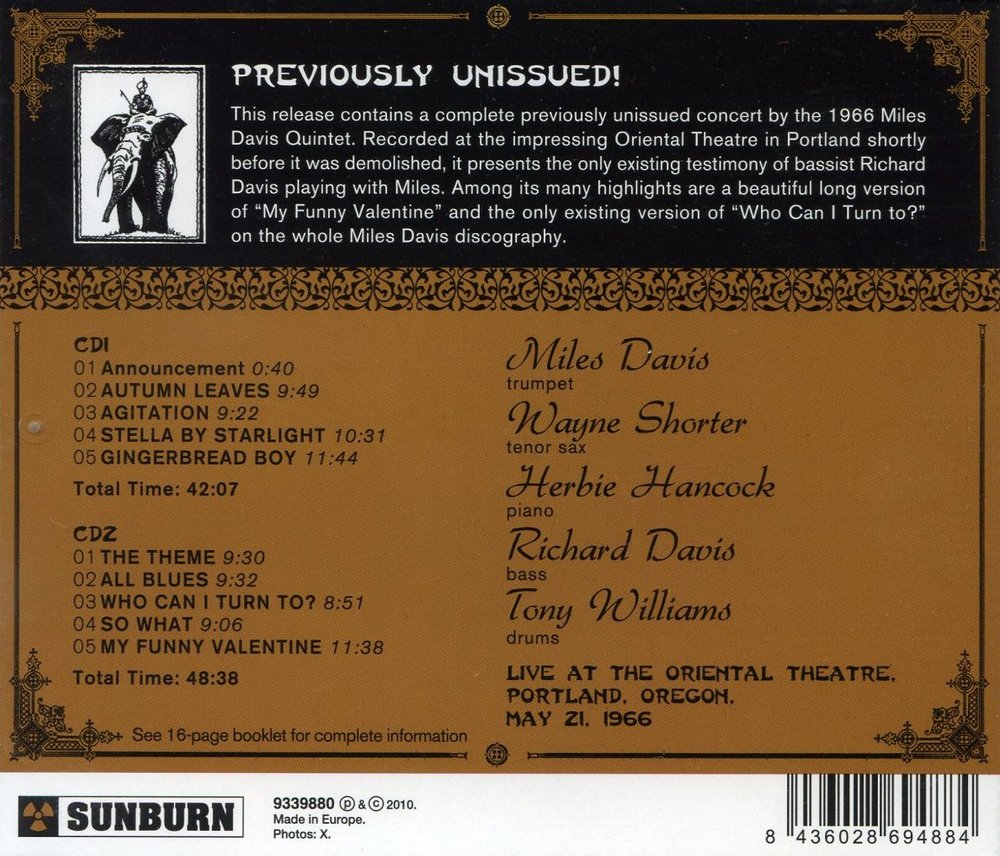 PREVIOUSLY UNISSUED!
This release contains a complete previously unissued concert by the 1966 Miles
Davis Quintet. Recorded at the impressing Oriental Theatre in Portland shortly
before it was demolished, it presents the only existing testimony of bassist Richard
Davis playing with Miles. Among its many highlights are a beautiful long version
of “My Funny Valentine” and the only existing version of “Who Can I Turn to?”
on the whole Miles Davis discography.
CD1
01 Announcement 0:40
02 AUTUMN LEAVES 9:49
03 AGITATION 9:22
04 STELLA BY STARLIGHT 10:31
05 GINGERBREAD BOY 11:44
Total Time: 42:07
CD2
01 THE THEME 9:30
02 ALL BLUES 9:32
03 WHO CAN I TURN TO? 8:51
04 SO WHAT 9:06
05 MY FUNNY VALENTINE 11:38
Total Time: 48:38
See 16-page booklet for complete information
Miles Davis
trumpet
Wayne Shorter
tenor sax
Herbie Hancock
piano
Richard Davis
bass
Tony Williams
drums
LIVE AT THE ORIENTAL THEATRE,
PORTLAND, OREGON,
MAY 21, 1966
SUNBURN
9339880 ℗ & © 2010.
Made in Europe.
Photos: X.
8 436028 694884